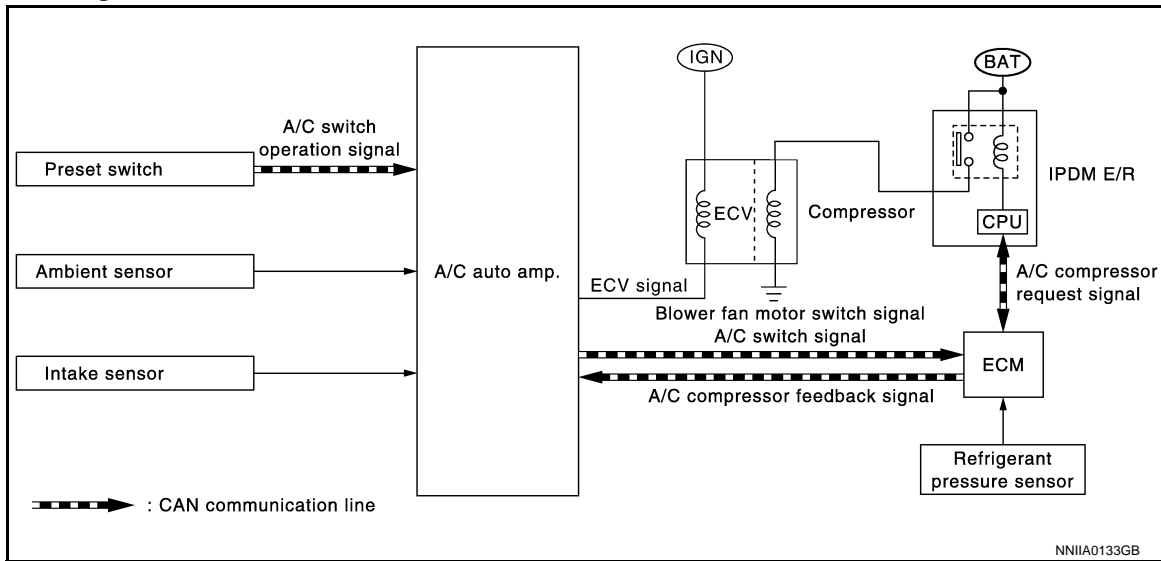 IGN
BAT
A/C switch
operation signal
Preset switch
ECV
Compressor
IPDM E/R
CPU
Ambient sensor
A/C auto amp.
ECV signal
A/C compressor
request signal
Blower fan motor switch signal
A/C switch signal
Intake sensor
ECM
A/C compressor feedback signal
Refrigerant
pressure sensor
: CAN communication line
NNIIA0133GB